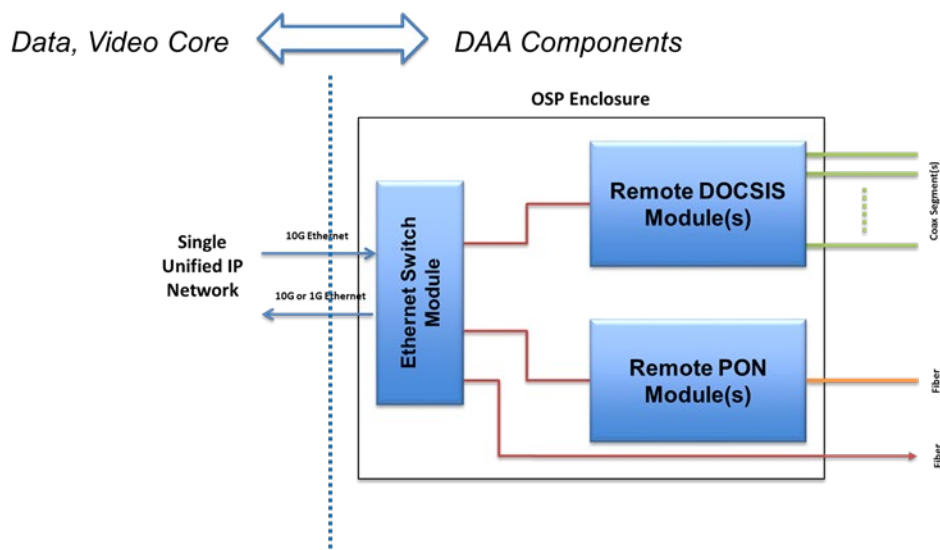 Data, Video Core
DAA Components
OSP Enclosure
Remote DOCSIS
Module(s)
Coax Segment[s]
10G Ethernet
Single
Unified IP
Network
10G or 1G Ethernet
Ethernet Switch
Module
Remote PON
Module(s)
Fiber
Fiber